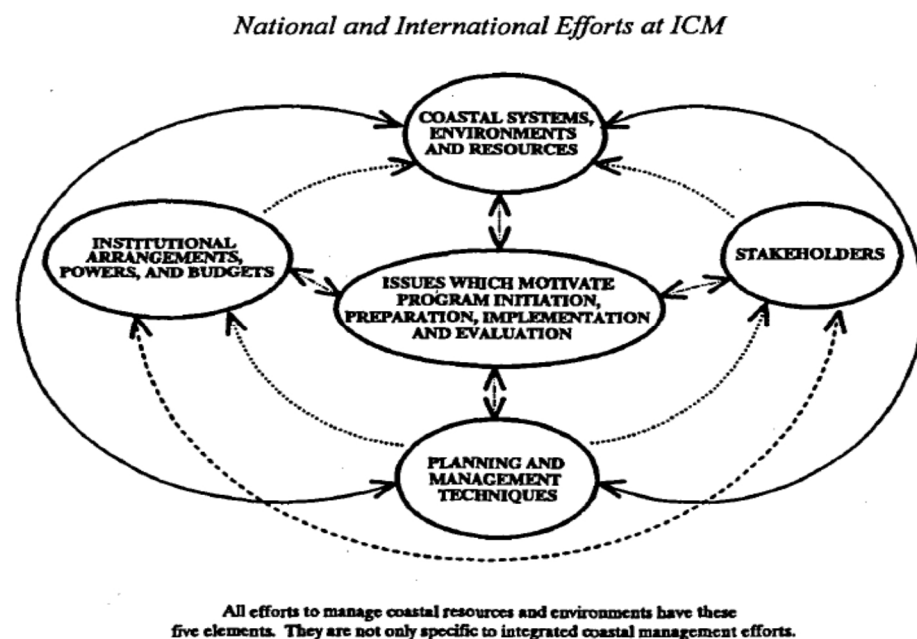 National and International Efforts at ICM
COASTAL SYSTEMS,
ENVIRONMENTS
AND RESOURCES
INSTITUTIONAL
ARRANGEMENTS,
POWERS, AND BUDGETS
STAKEHOLDERS
ISSUES WHICH MOTIVATE
PROGRAM INITIATION,
PREPARATION, IMPLEMENTATION
AND EVALUATION
PLANNING AND
MANAGEMENT
TECHNIQUES
All efforts to manage coastal resources and environments have these
five elements. They are not only specific to integrated coastal management efforts.